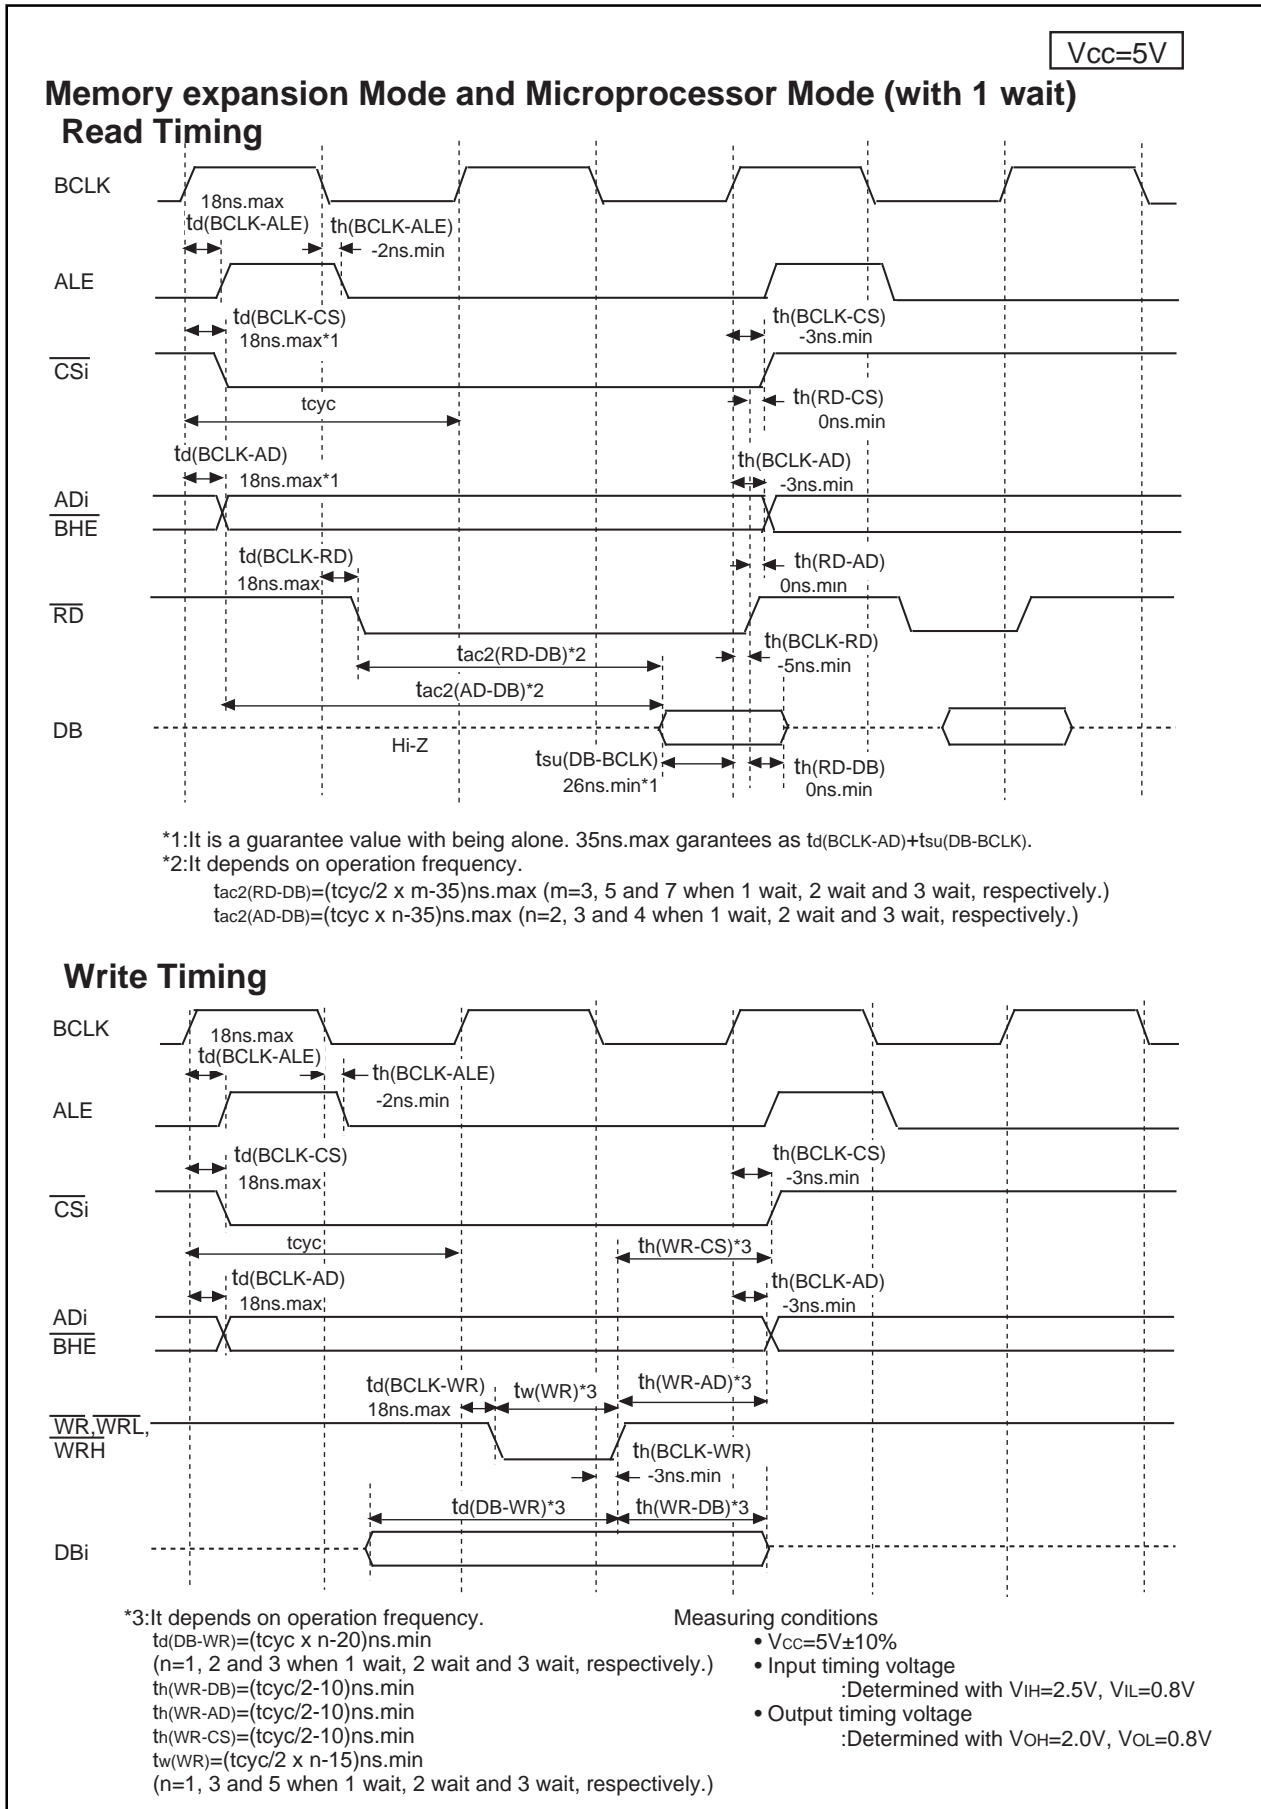 Vcc=5V
Memory expansion Mode and Microprocessor Mode (with 1 wait)
Read Timing
BCLK
18ns.max
td(BCLK-ALE)
th(BCLK-ALE)
-2ns.min
ALE
td(BCLK-CS)
18ns.max*1
th(BCLK-CS)
-3ns.min
CSi
tcyc
th(RD-CS)
0ns.min
td(BCLK-AD)
18ns.max*1
th(BCLK-AD)
-3ns.min
ADi
BHE
td(BCLK-RD)
18ns.max
th(RD-AD)
0ns.min
RD
tac2(RD-DB)*2
th(BCLK-RD)
-5ns.min
tac2(AD-DB)*2
DB
Hi-Z
tsu(DB-BCLK)
26ns.min*1
th(RD-DB)
0ns.min
*1:It is a guarantee value with being alone. 35ns.max garantees as td(BCLK-AD)+tsu(DB-BCLK).
*2:It depends on operation frequency.
tac2(RD-DB)=(tcyc/2 x m-35)ns.max (m=3, 5 and 7 when 1 wait, 2 wait and 3 wait, respectively.)
tac2(AD-DB)=(tcyc x n-35)ns.max (n=2, 3 and 4 when 1 wait, 2 wait and 3 wait, respectively.)
Write Timing
BCLK
18ns.max
td(BCLK-ALE)
th(BCLK-ALE)
-2ns.min
ALE
td(BCLK-CS)
18ns.max
th(BCLK-CS)
-3ns.min
CSi
tcyc
th(WR-CS)*3
td(BCLK-AD)
18ns.max
th(BCLK-AD)
-3ns.min
ADi
BHE
td(BCLK-WR)
18ns.max
tw(WR)*3
th(WR-AD)*3
WR,WRL,
WRH
th(BCLK-WR)
-3ns.min
td(DB-WR)*3
th(WR-DB)*3
DBi
*3:It depends on operation frequency.
td(DB-WR)=(tcyc x n-20)ns.min
(n=1, 2 and 3 when 1 wait, 2 wait and 3 wait, respectively.)
th(WR-DB)=(tcyc/2-10)ns.min
th(WR-AD)=(tcyc/2-10)ns.min
th(WR-CS)=(tcyc/2-10)ns.min
tw(WR)=(tcyc/2 x n-15)ns.min
(n=1, 3 and 5 when 1 wait, 2 wait and 3 wait, respectively.)
Measuring conditions
• VCC=5V±10%
• Input timing voltage
:Determined with VIH=2.5V, VIL=0.8V
• Output timing voltage
:Determined with VOH=2.0V, VOL=0.8V